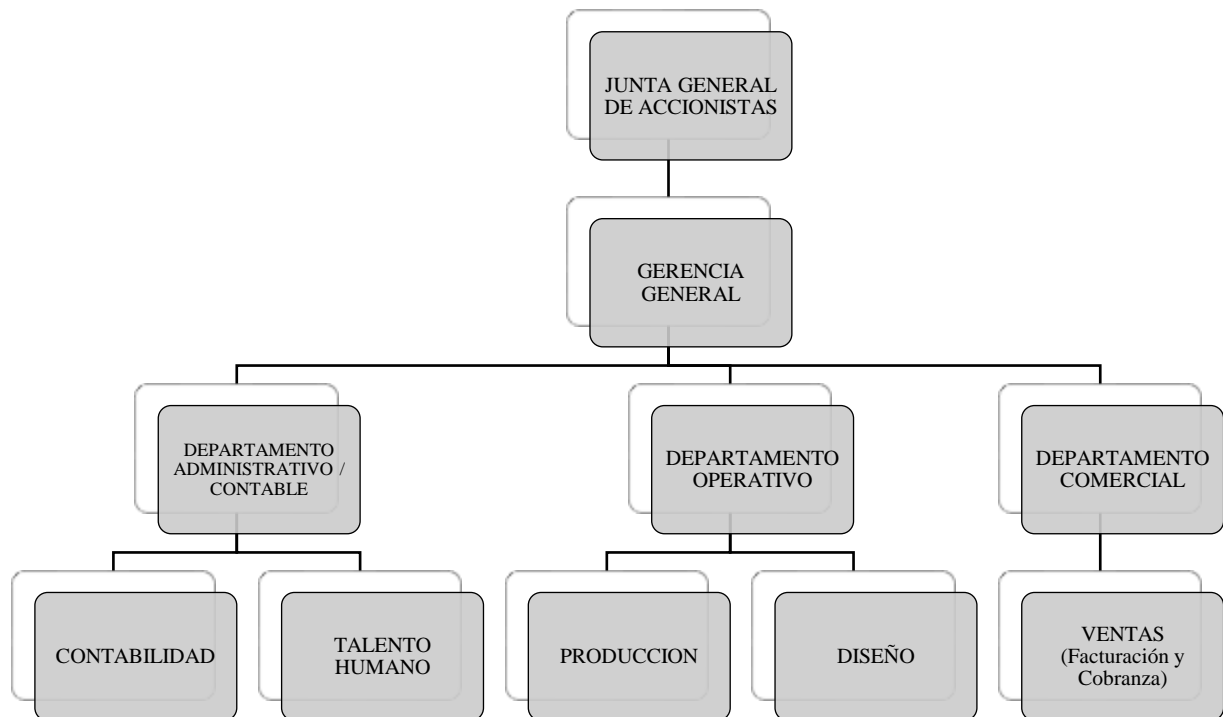 JUNTA GENERAL
DE ACCIONISTAS
GERENCIA
GENERAL
DEPARTAMENTO
ADMINISTRATIVO /
CONTABLE
DEPARTAMENTO
OPERATIVO
DEPARTAMENTO
COMERCIAL
CONTABILIDAD
TALENTO
HUMANO
PRODUCCION
DISEÑO
VENTAS
(Facturación y
Cobranza)